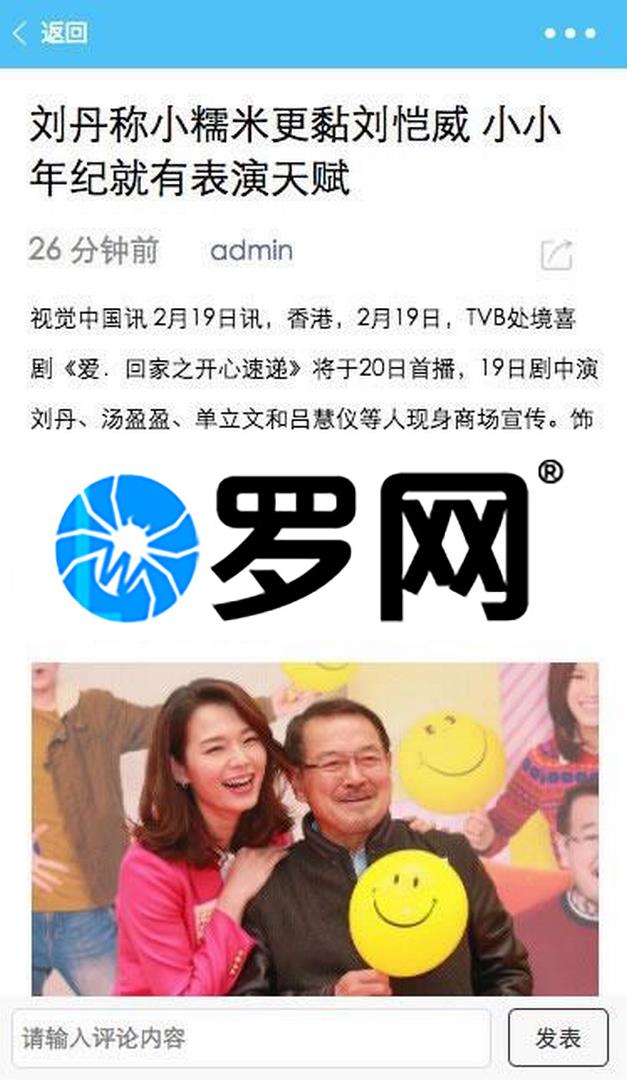 返回
刘丹称小糯米更黏刘恺威 小小
年纪就有表演天赋
26 分钟前 admin
视觉中国讯 2月19日讯，香港，2月19日，TVB处境喜
剧《爱．回家之开心速递》将于20日首播，19日剧中演
刘丹、汤盈盈、单立文和吕慧仪等人现身商场宣传。饰
罗网®
请输入评论内容 发表